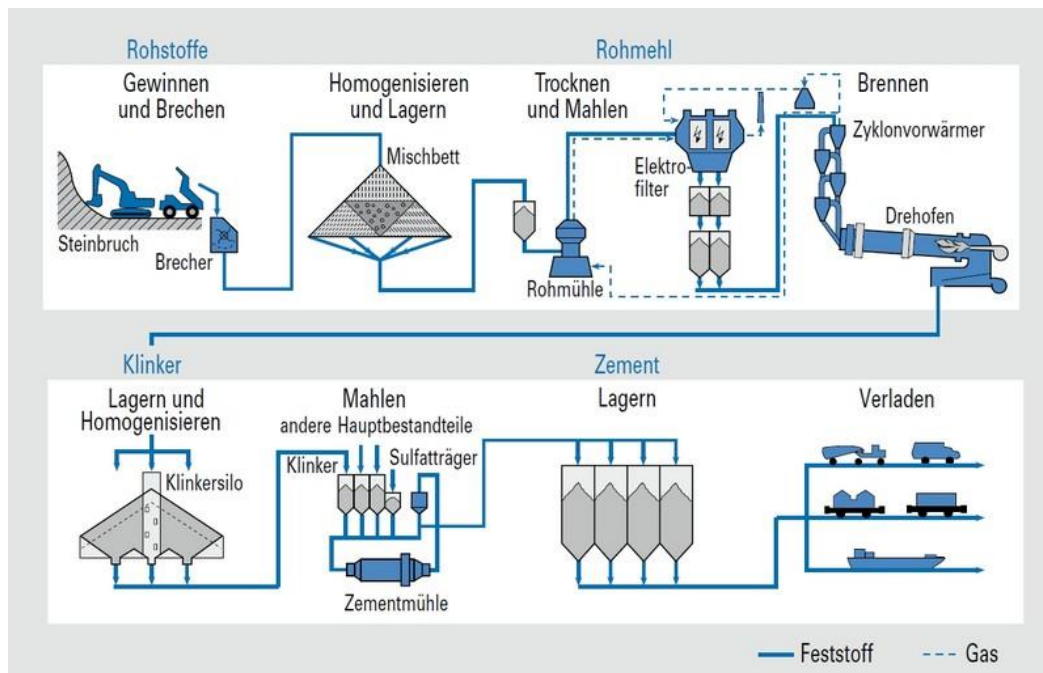 Rohstoffe
Rohmehl
Gewinnen
und Brechen
Homogenisieren
und Lagern
Trocknen
und Mahlen
Brennen
Mischbett
Zyklonvorwärmer
Elektro-
filter
Drehofen
Steinbruch
Brecher
Rohmühle
Klinker
Zement
Lagern und
Homogenisieren
Mahlen
andere Hauptbestandteile
Lagern
Verladen
Klinkersilo
Klinker
Sulfatträger
Zementmühle
Feststoff
Gas